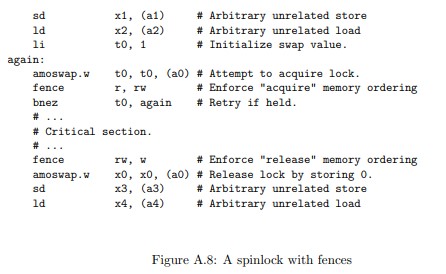 sd x1, (a1) # Arbitrary unrelated store
ld x2, (a2) # Arbitrary unrelated load
li t0, 1 # Initialize swap value.
again:
amoswap.w t0, t0, (a0) # Attempt to acquire lock.
fence r, rw # Enforce "acquire" memory ordering
bnez t0, again # Retry if held.
# ...
# Critical section.
# ...
fence rw, w # Enforce "release" memory ordering
amoswap.w x0, x0, (a0) # Release lock by storing 0.
sd x3, (a3) # Arbitrary unrelated store
ld x4, (a4) # Arbitrary unrelated load
Figure A.8: A spinlock with fences